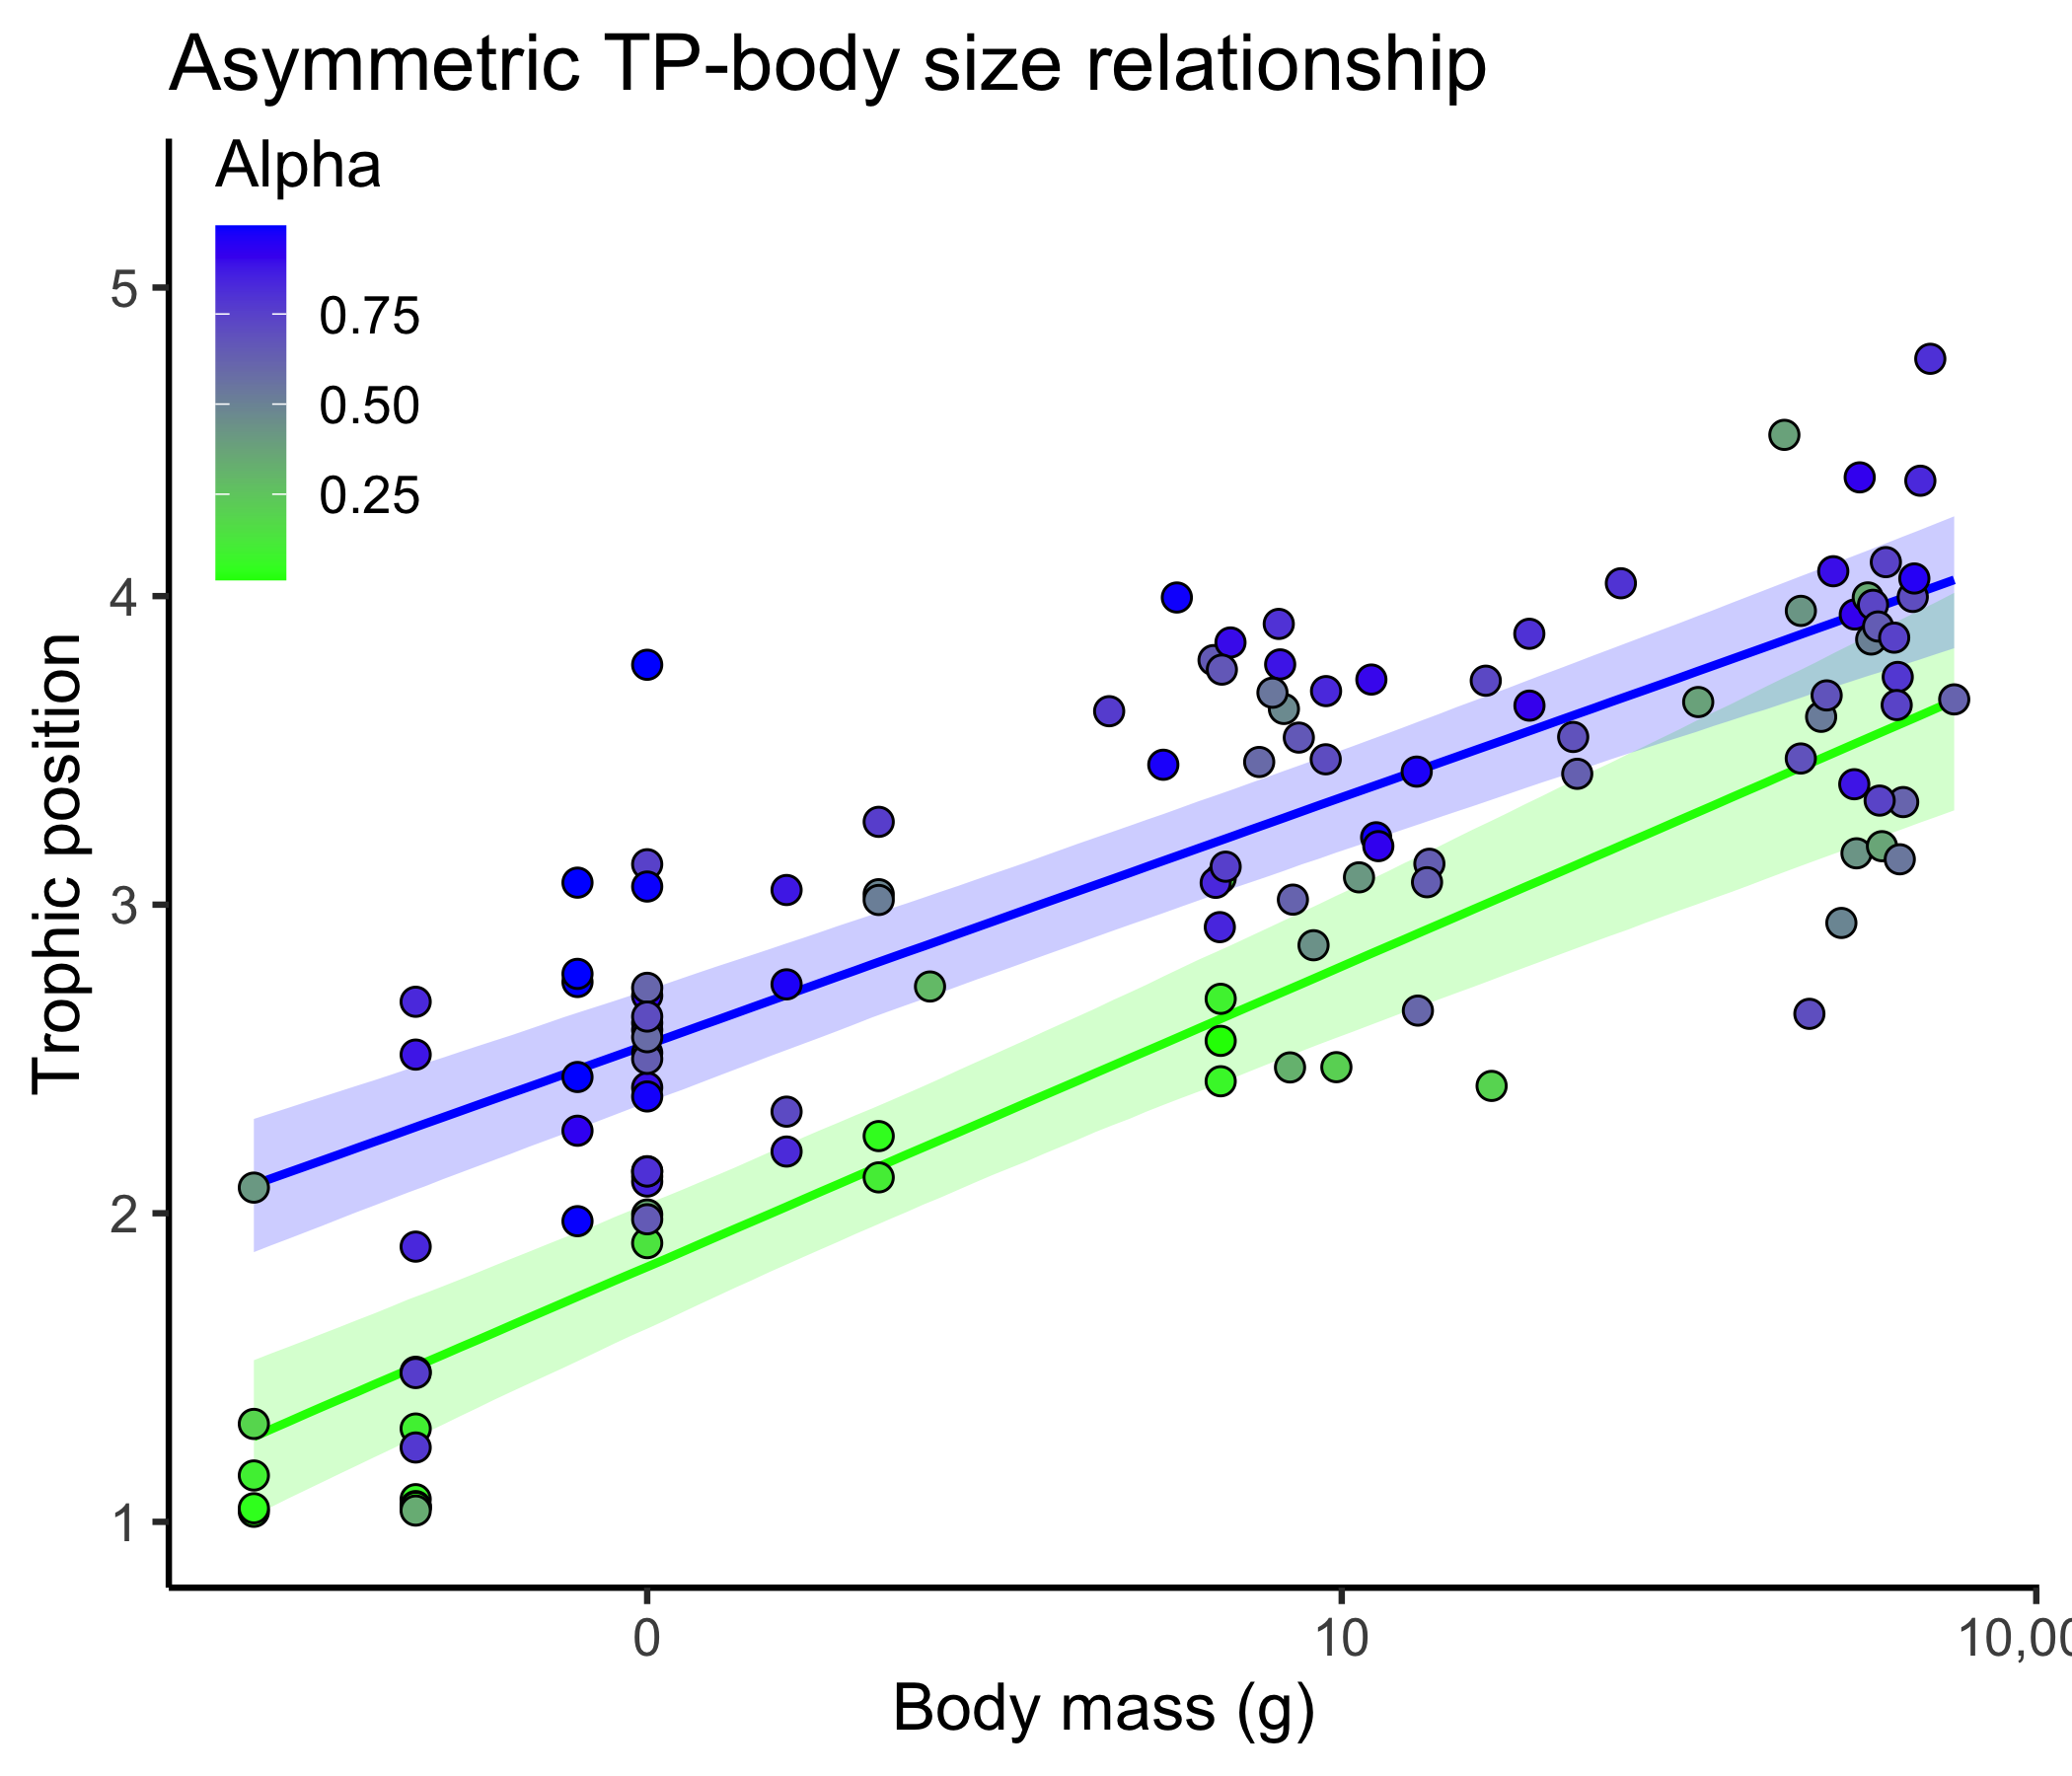 Asymmetric TP-body size relationship
Alpha
0.75
0.50
0.25
5
4
3
2
1
Trophic position
0
10
10,00
Body mass (g)